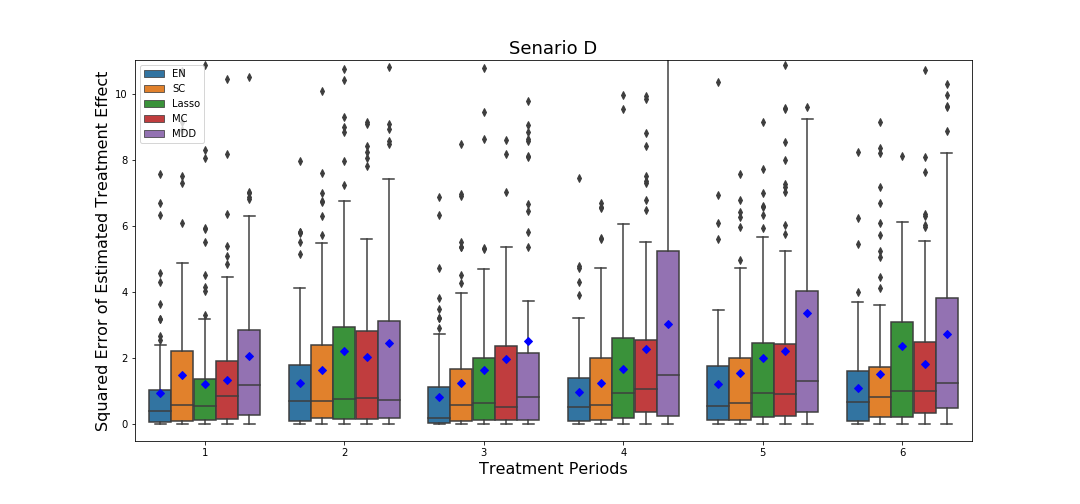 Senario D
Squared Error of Estimated Treatment Effect
10
8
6
4
2
0
EN
SC
Lasso
MC
MDD
1 2 3 4 5 6
Treatment Periods